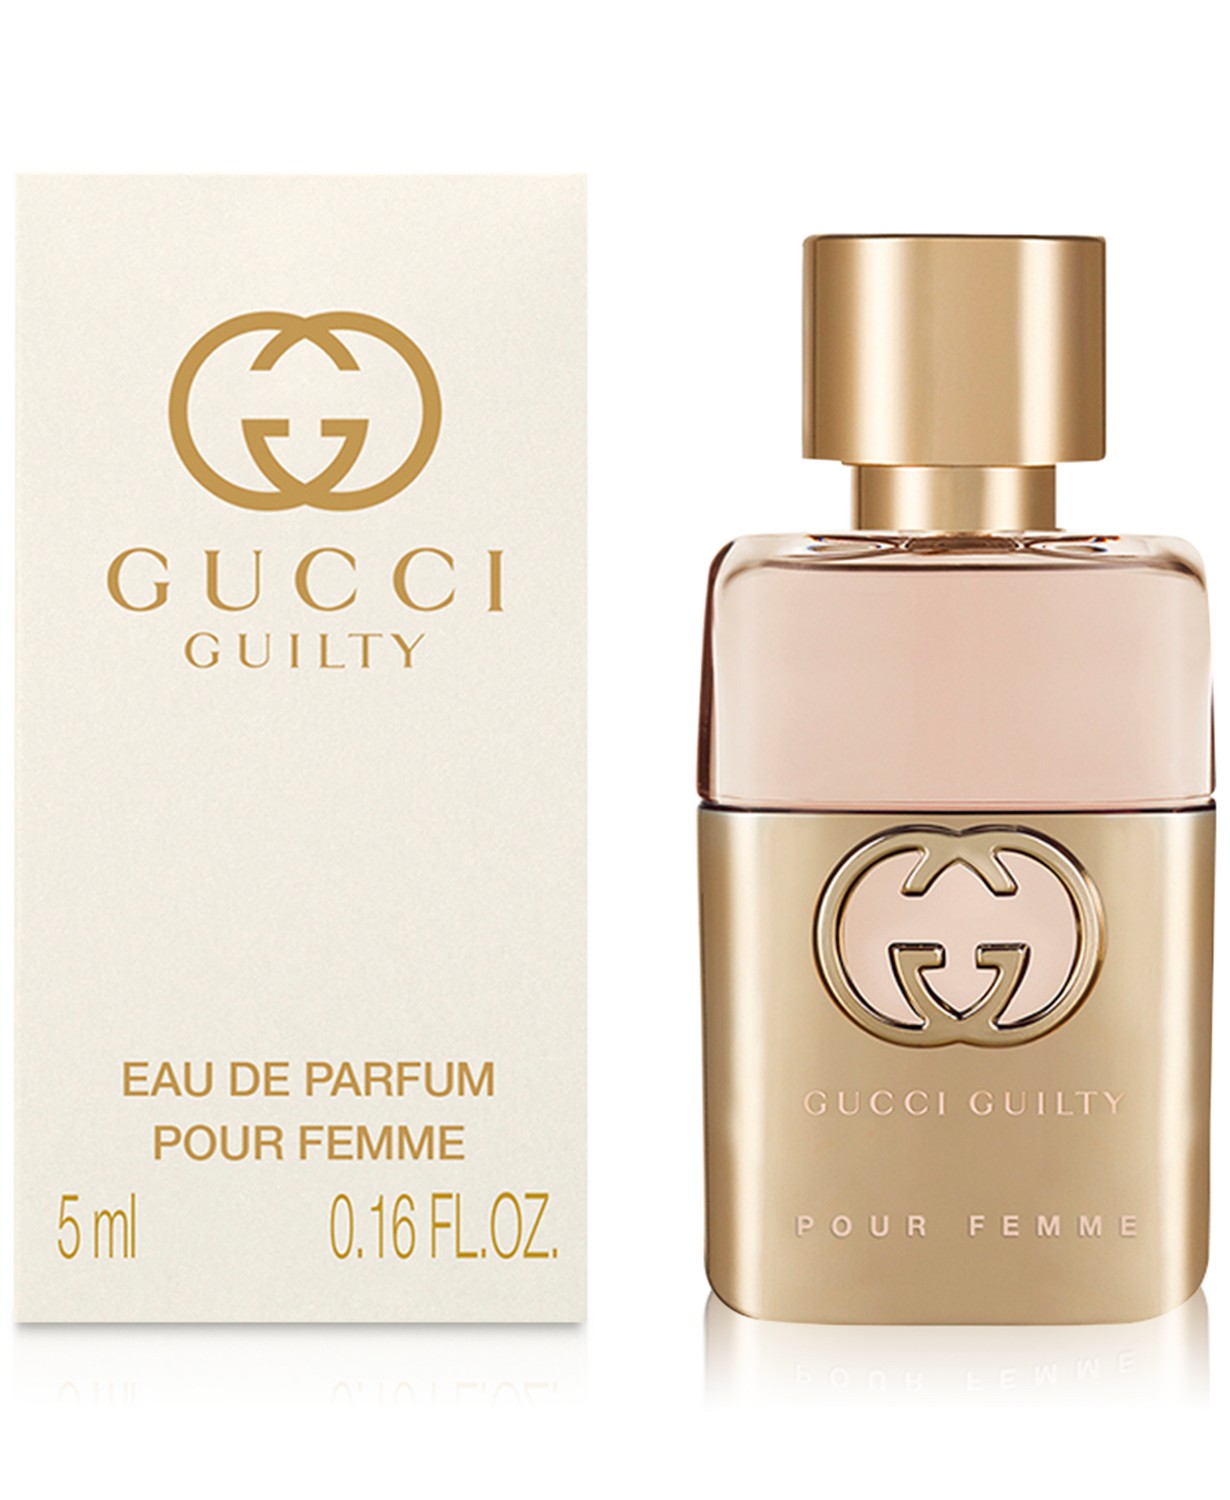 GUCCI
GUILTY
EAU DE PARFUM
POUR FEMME
5 ml 0.16 FL.OZ.
GUCCI GUILTY
POUR FEMME